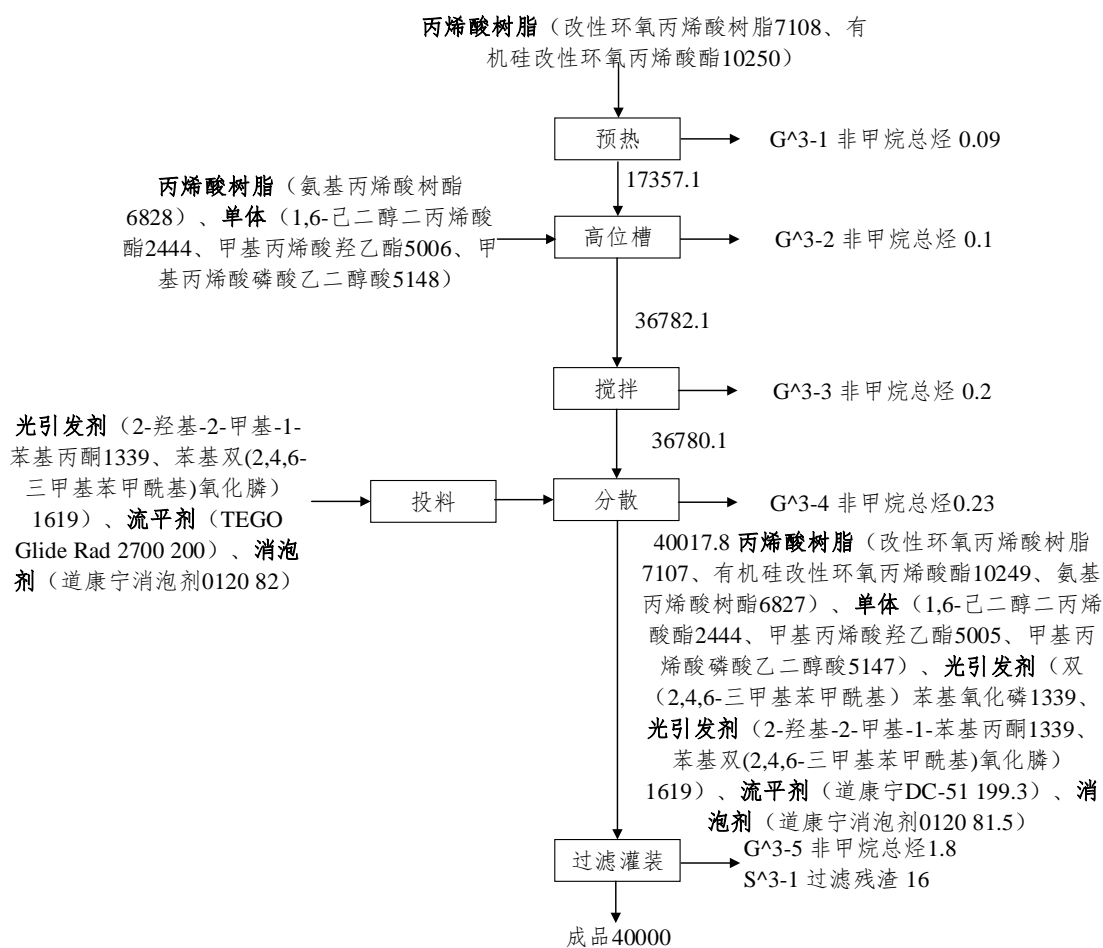 丙烯酸树脂（改性环氧丙烯酸树脂7108、有
机硅改性环氧丙烯酸酯10250）
预热
G^3-1 非甲烷总烃 0.09
17357.1
丙烯酸树脂（氨基丙烯酸树酯
6828）、单体（1,6-己二醇二丙烯酸
酯2444、甲基丙烯酸羟乙酯5006、甲
基丙烯酸磷酸乙二醇酸5148）
高位槽
G^3-2 非甲烷总烃 0.1
36782.1
搅拌
G^3-3 非甲烷总烃 0.2
36780.1
光引发剂（2-羟基-2-甲基-1-
苯基丙酮1339、苯基双(2,4,6-
三甲基苯甲酰基)氧化膦）
1619）、流平剂（TEGO
Glide Rad 2700 200）、消泡
剂（道康宁消泡剂0120 82）
投料
分散
G^3-4 非甲烷总烃0.23
40017.8 丙烯酸树脂（改性环氧丙烯酸树脂
7107、有机硅改性环氧丙烯酸酯10249、氨基
丙烯酸树酯6827）、单体（1,6-己二醇二丙烯
酸酯2444、甲基丙烯酸羟乙酯5005、甲基丙
烯酸磷酸乙二醇酸5147）、光引发剂（双
（2,4,6-三甲基苯甲酰基）苯基氧化磷1339、
光引发剂（2-羟基-2-甲基-1-苯基丙酮1339、
苯基双(2,4,6-三甲基苯甲酰基)氧化膦）
1619）、流平剂（道康宁DC-51 199.3）、消
泡剂（道康宁消泡剂0120 81.5）
过滤灌装
G^3-5 非甲烷总烃1.8
S^3-1 过滤残渣 16
成品40000